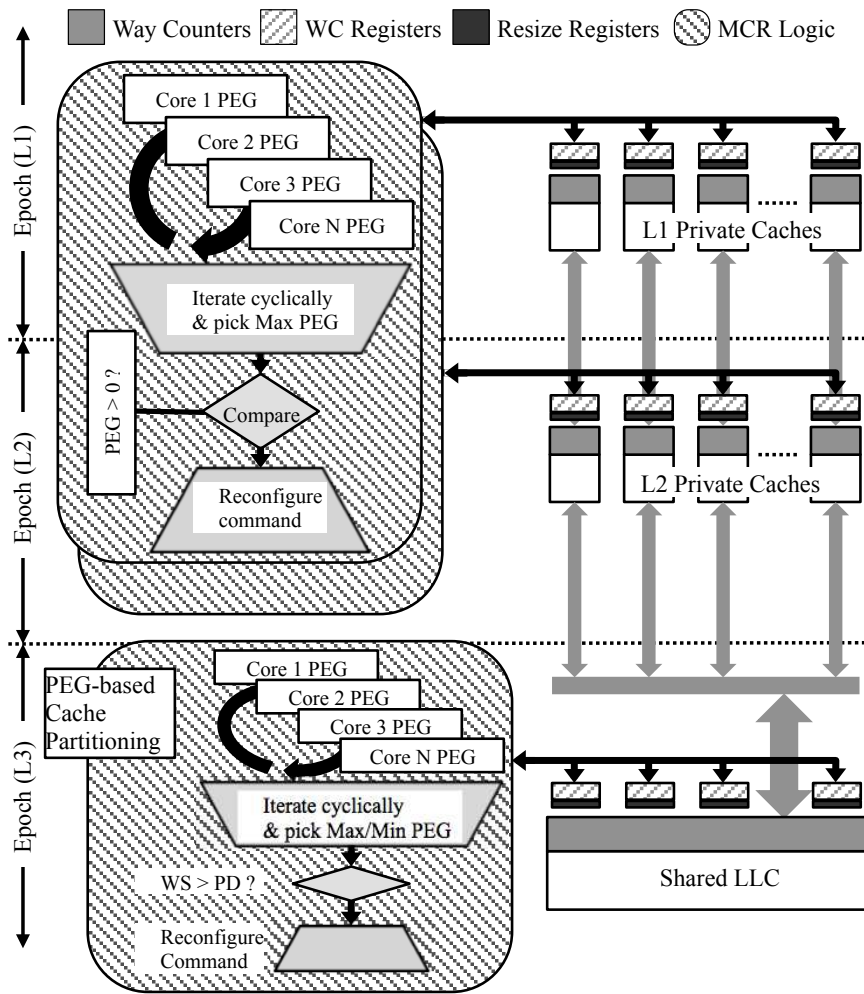 Way Counters
WC Registers
Resize Registers
MCR Logic
Epoch (L1)
Core 1 PEG
Core 2 PEG
Core 3 PEG
Core N PEG
Iterate cyclically
& pick Max PEG
L1 Private Caches
Epoch (L2)
PEG > 0 ?
Compare
Reconfigure
command
L2 Private Caches
Epoch (L3)
PEG-based
Cache
Partitioning
Core 1 PEG
Core 2 PEG
Core 3 PEG
Core N PEG
Iterate cyclically
& pick Max/Min PEG
WS > PD ?
Reconfigure
Command
Shared LLC